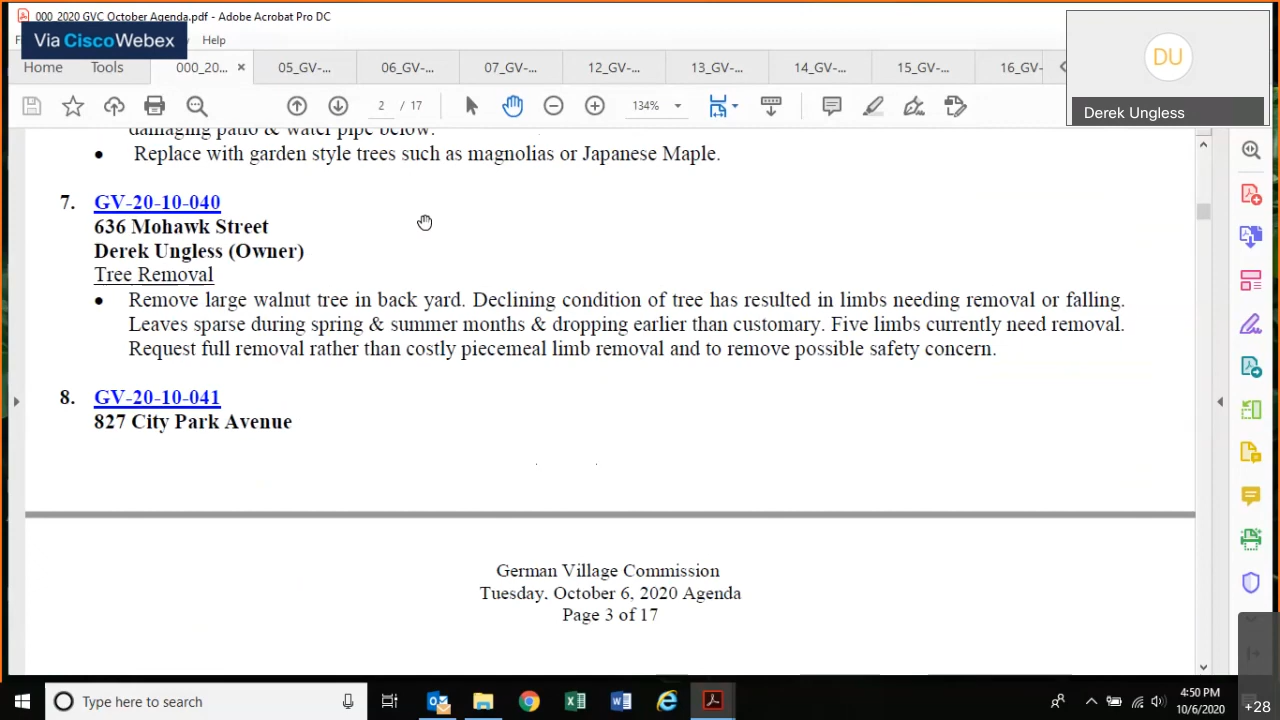 000_2020 GVC October Agenda.pdf - Adobe Acrobat Pro DC
Via Cisco Webex
Help
Home Tools 000_20... × 05_GV-... 06_GV-... 07_GV-... 12_GV-... 13_GV-... 14_GV-... 15_GV-... 16_GV-
DU
Derek Ungless
2 / 17 134%
damaging patio & water pipe below.
• Replace with garden style trees such as magnolias or Japanese Maple.
7. GV-20-10-040
636 Mohawk Street
Derek Ungless (Owner)
Tree Removal
• Remove large walnut tree in back yard. Declining condition of tree has resulted in limbs needing removal or falling.
Leaves sparse during spring & summer months & dropping earlier than customary. Five limbs currently need removal.
Request full removal rather than costly piecemeal limb removal and to remove possible safety concern.
8. GV-20-10-041
827 City Park Avenue
German Village Commission
Tuesday, October 6, 2020 Agenda
Page 3 of 17
Type here to search
4:50 PM
10/6/2020
+28